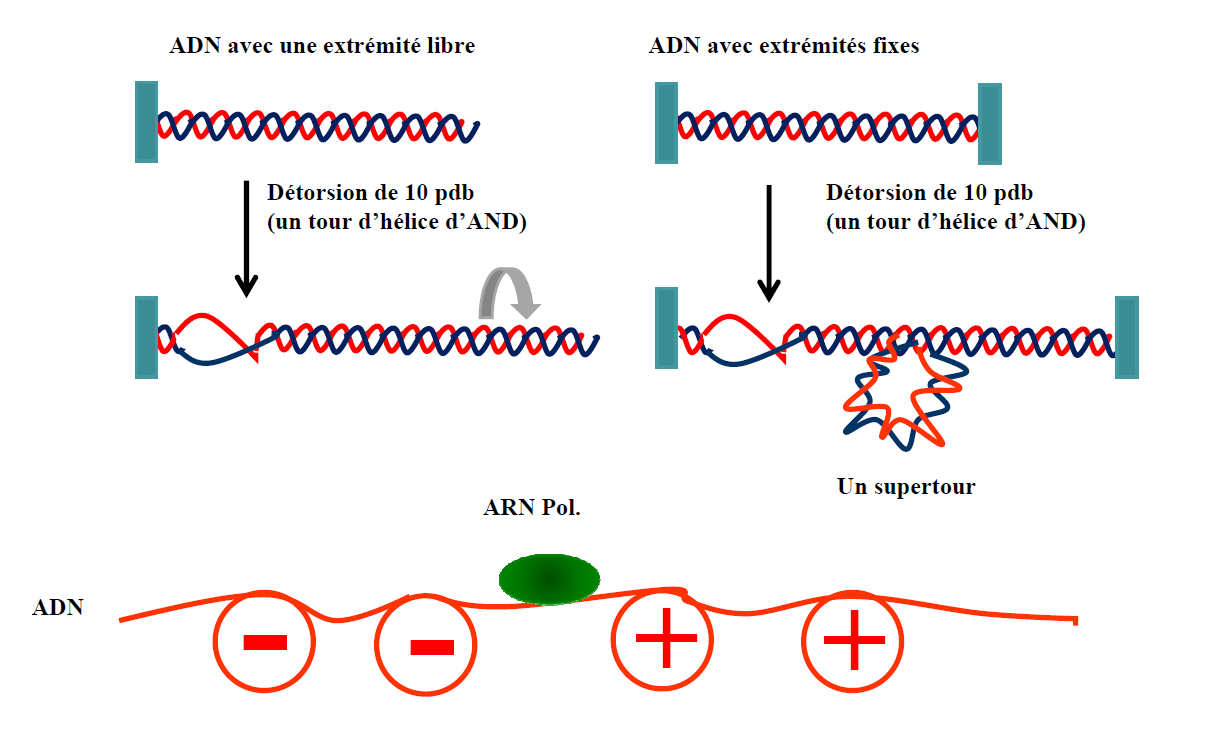 ADN avec une extrémité libre
ADN avec extrémités fixes
Détorsion de 10 pdb
(un tour d’hélice d’AND)
Détorsion de 10 pdb
(un tour d’hélice d’AND)
Un supertour
ARN Pol.
ADN